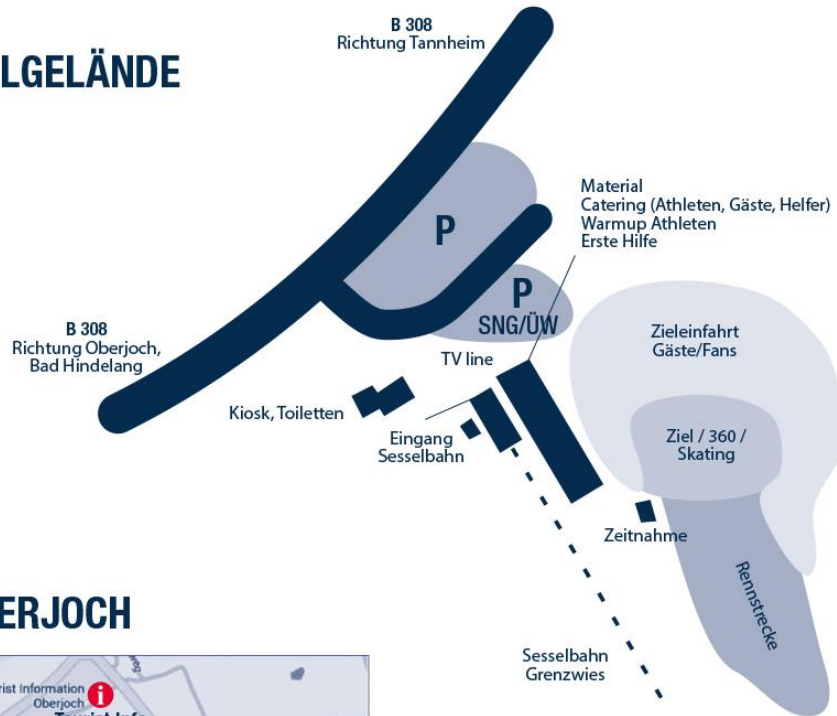 LGELÄNDE
B 308
Richtung Tannheim
P
P
SNG/ÜW
Material
Catering (Athleten, Gäste, Helfer)
Warmup Athleten
Erste Hilfe
B 308
Richtung Oberjoch,
Bad Hindelang
TV line
Zieleinfahrt
Gäste/Fans
Kiosk, Toiletten
Eingang
Sesselbahn
Ziel / 360 /
Skating
Zeitnahme
Rennstrecke
Sesselbahn
Grenzwies
ERJOCH
rist Information
Oberjoch
i